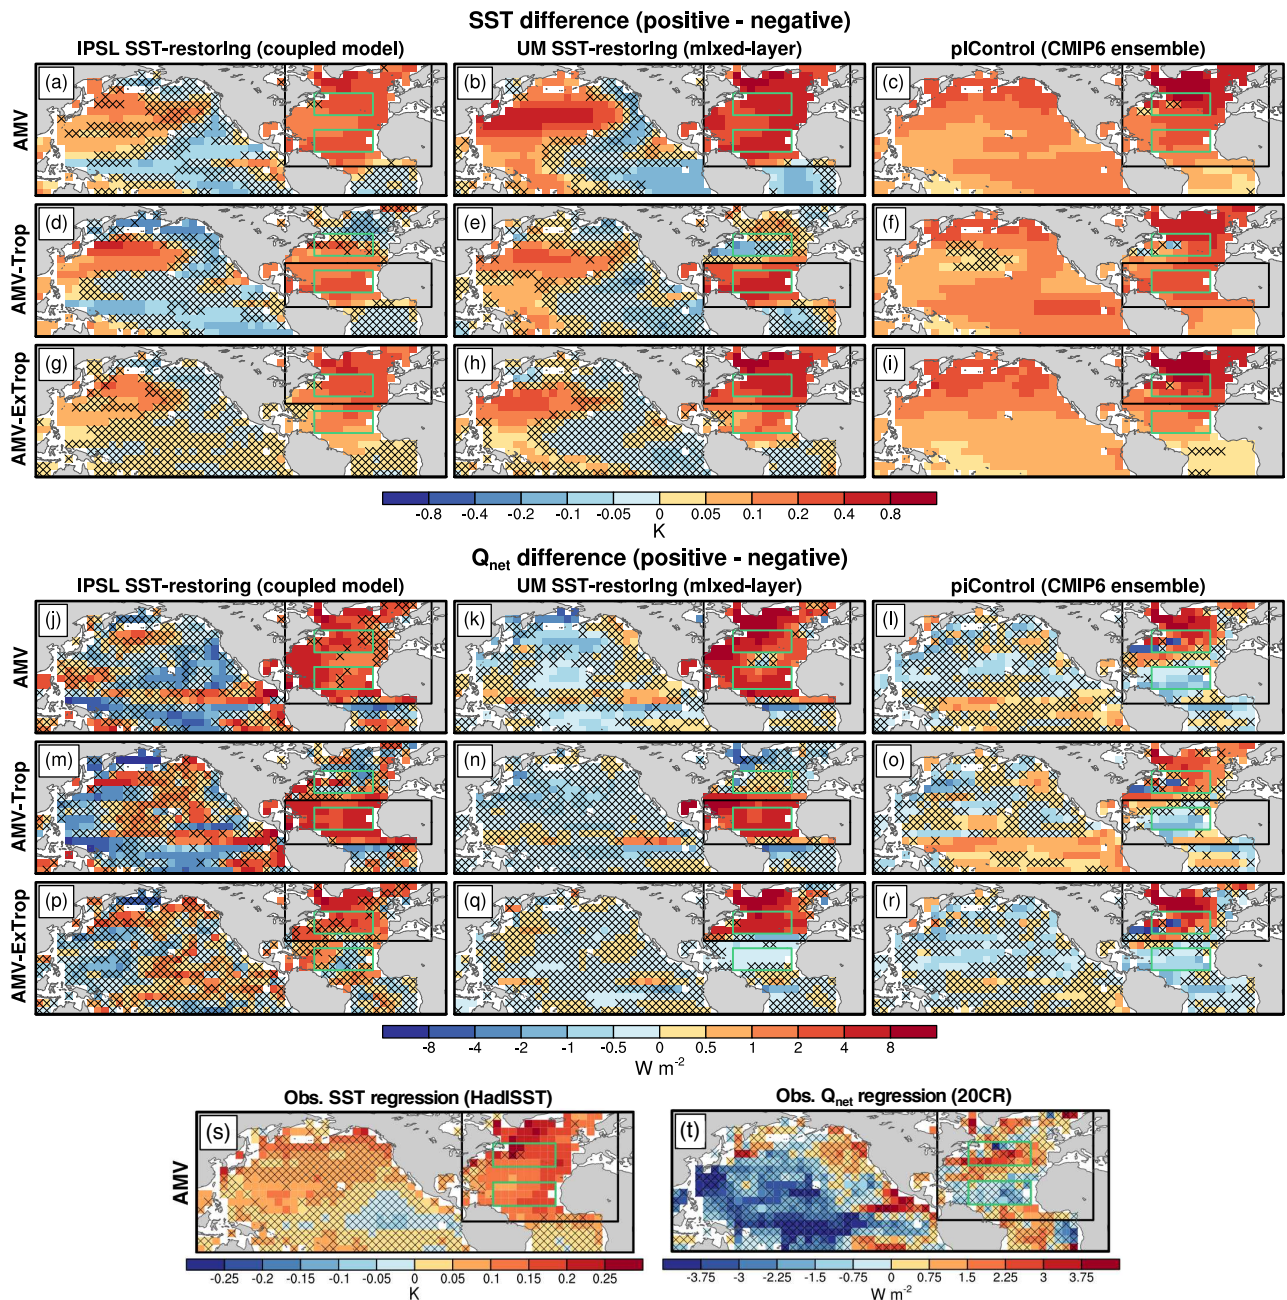 SST difference (positive - negative)
IPSL SST-restoring (coupled model)
UM SST-restoring (mixed-layer)
piControl (CMIP6 ensemble)
AMV
(a)
(b)
(c)
AMV-Trop
(d)
(e)
(f)
AMV-ExTrop
(g)
(h)
(i)
-0.8 -0.4 -0.2 -0.1 -0.05 0 0.05 0.1 0.2 0.4 0.8
K
Qnet difference (positive - negative)
IPSL SST-restoring (coupled model)
UM SST-restoring (mixed-layer)
piControl (CMIP6 ensemble)
AMV
(j)
(k)
(l)
AMV-Trop
(m)
(n)
(o)
AMV-ExTrop
(p)
(q)
(r)
-8 -4 -2 -1 -0.5 0 0.5 1 2 4 8
W m-2
Obs. SST regression (HadISST)
Obs. Qnet regression (20CR)
AMV
(s)
(t)
-0.25 -0.2 -0.15 -0.1 -0.05 0 0.05 0.1 0.15 0.2 0.25
K
-3.75 -3 -2.25 -1.5 -0.75 0 0.75 1.5 2.25 3 3.75
W m-2